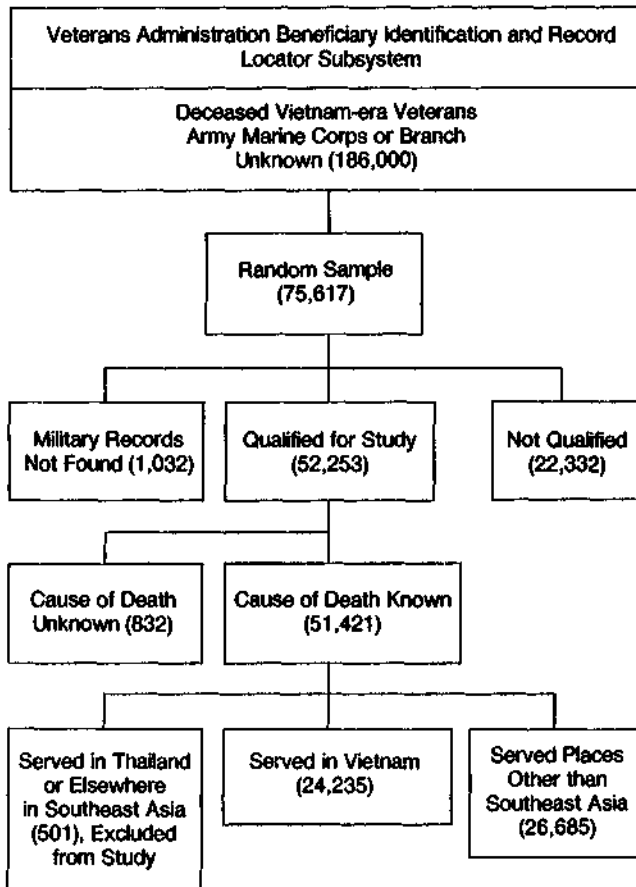 Veterans Administration Beneficiary Identification and Record
Locator Subsystem
Deceased Vietnam-era Veterans
Army Marine Corps or Branch
Unknown (186,000)
Random Sample
(75,617)
Military Records
Not Found (1,032)
Qualified for Study
(52,253)
Not Qualified
(22,332)
Cause of Death
Unknown (832)
Cause of Death Known
(51,421)
Served in Thailand
or Elsewhere
in Southeast Asia
(501), Excluded
from Study
Served in Vietnam
(24,235)
Served Places
Other than
Southeast Asia
(26,685)